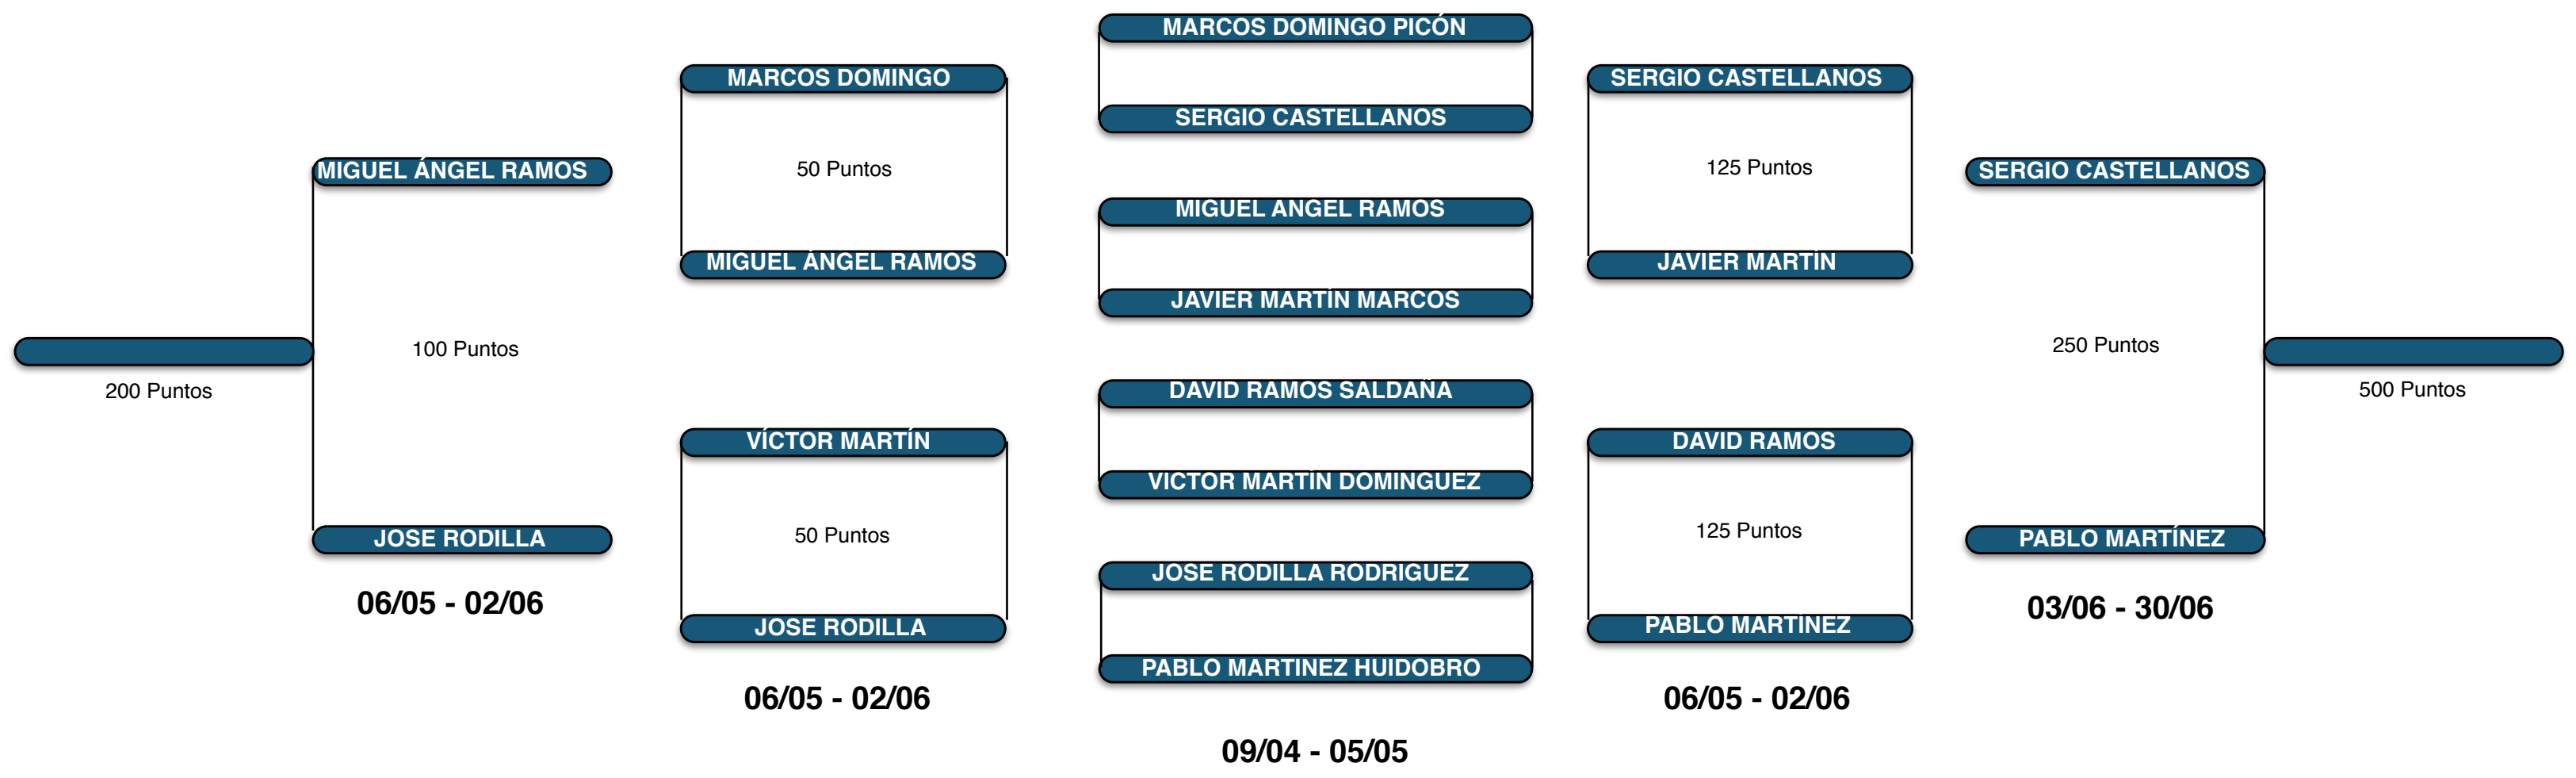 MARCOS DOMINGO PICÓN
SERGIO CASTELLANOS
MIGUEL ANGEL RAMOS
JAVIER MARTÍN MARCOS
DAVID RAMOS SALDAÑA
VICTOR MARTÍN DOMINGUEZ
JOSE RODILLA RODRIGUEZ
PABLO MARTINEZ HUIDOBRO
09/04 - 05/05
MARCOS DOMINGO
50 Puntos
MIGUEL ÁNGEL RAMOS
VÍCTOR MARTÍN
50 Puntos
JOSE RODILLA
06/05 - 02/06
MIGUEL ÁNGEL RAMOS
100 Puntos
JOSE RODILLA
06/05 - 02/06
200 Puntos
SERGIO CASTELLANOS
125 Puntos
JAVIER MARTÍN
DAVID RAMOS
125 Puntos
PABLO MARTÍNEZ
06/05 - 02/06
SERGIO CASTELLANOS
250 Puntos
PABLO MARTÍNEZ
03/06 - 30/06
500 Puntos